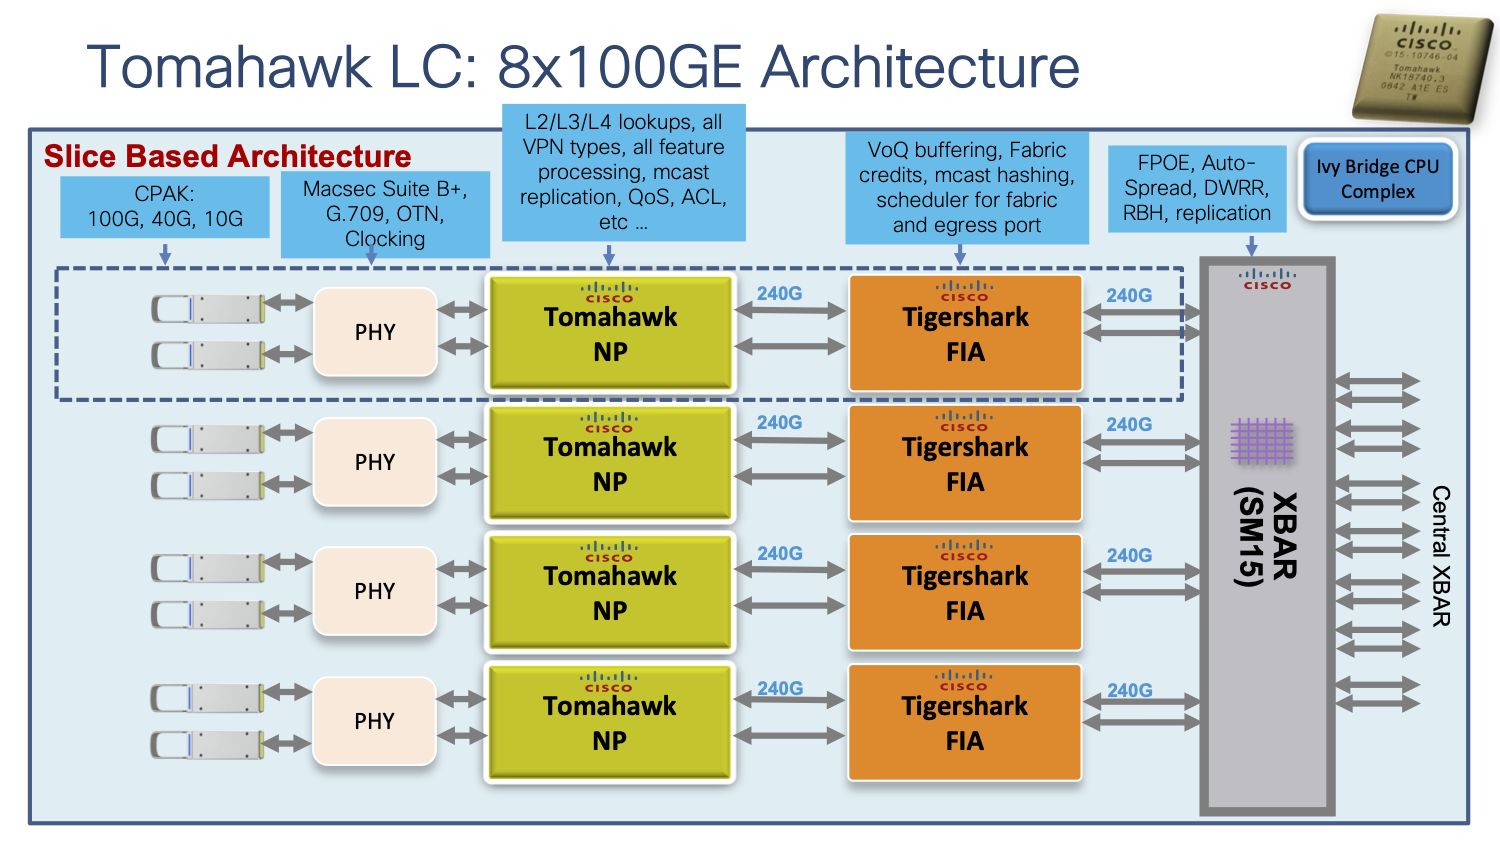 Tomahawk LC: 8x100GE Architecture
CISCO
©15-10746-04
Tomahawk
NK18740.3
0842 A1E ES
TW
Slice Based Architecture
CPAK:
100G, 40G, 10G
Macsec Suite B+,
G.709, OTN,
Clocking
L2/L3/L4 lookups, all
VPN types, all feature
processing, mcast
replication, QoS, ACL,
etc ...
VoQ buffering, Fabric
credits, mcast hashing,
scheduler for fabric
and egress port
FPOE, Auto-
Spread, DWRR,
RBH, replication
Ivy Bridge CPU
Complex
PHY
CISCO
Tomahawk
NP
240G
CISCO
Tigershark
FIA
240G
CISCO
PHY
CISCO
Tomahawk
NP
240G
CISCO
Tigershark
FIA
240G
PHY
CISCO
Tomahawk
NP
240G
CISCO
Tigershark
FIA
240G
PHY
CISCO
Tomahawk
NP
240G
CISCO
Tigershark
FIA
240G
XBAR
(SM15)
Central XBAR